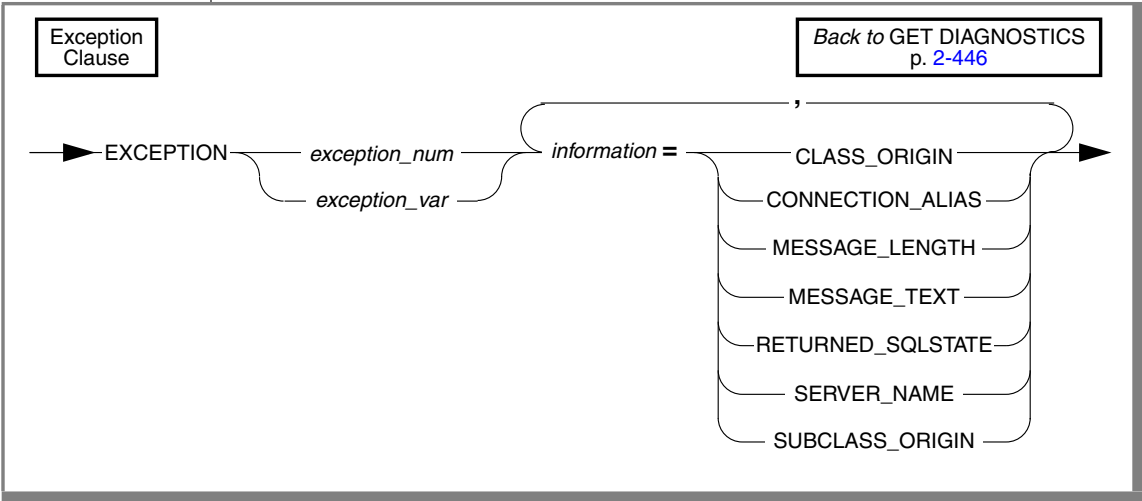 Exception
Clause
Back to GET DIAGNOSTICS
p. 2-446
,
EXCEPTION
exception_num
exception_var
information =
CLASS_ORIGIN
CONNECTION_ALIAS
MESSAGE_LENGTH
MESSAGE_TEXT
RETURNED_SQLSTATE
SERVER_NAME
SUBCLASS_ORIGIN